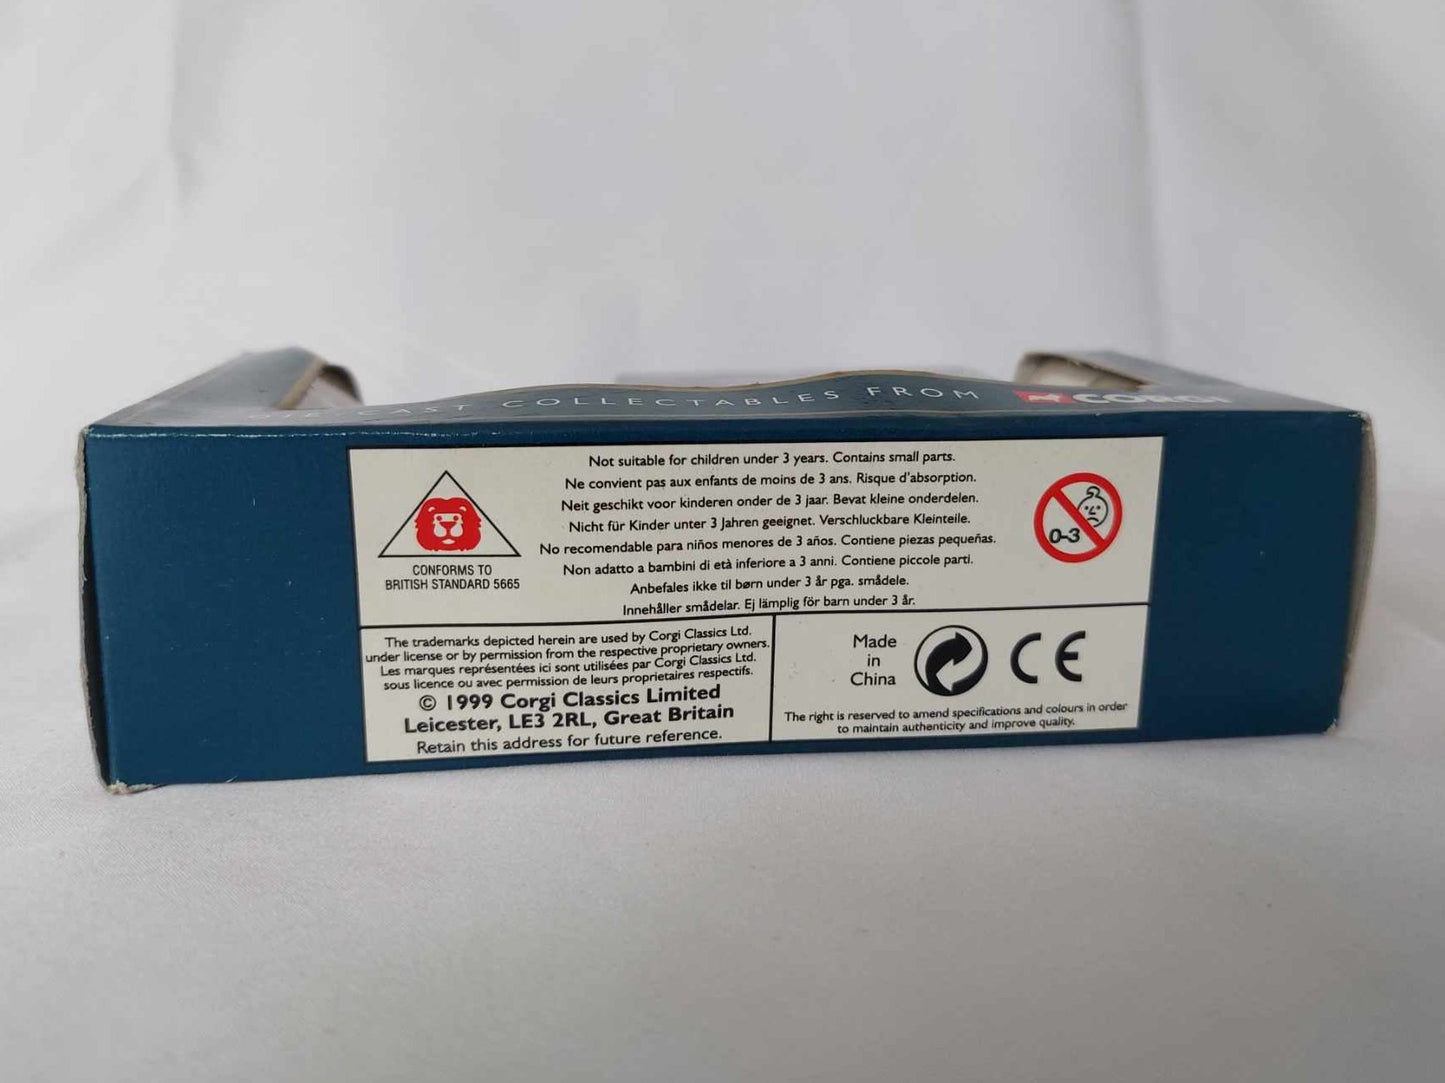 DIE CAST COLLECTABLES FROM CORGI
Not suitable for children under 3 years. Contains small parts.
Ne convient pas aux enfants de moins de 3 ans. Risque d'absorption.
Neit geschikt voor kinderen onder de 3 jaar. Bevat kleine onderdelen.
Nicht für Kinder unter 3 Jahren geeignet. Verschluckbare Kleinteile.
No recomendable para niños menores de 3 años. Contiene piezas pequeñas.
Non adatto a bambini di età inferiore a 3 anni. Contiene piccole parti.
Anbefales ikke til børn under 3 år pga. smådele.
Innehåller smådelar. Ej lämplig för barn under 3 år.
CONFORMS TO
BRITISH STANDARD 5665
0-3
The trademarks depicted herein are used by Corgi Classics Ltd.
under license or by permission from the respective proprietary owners.
Les marques représentées ici sont utilisées par Corgi Classics Ltd.
sous licence ou avec permission de leurs proprietaires respectifs.
© 1999 Corgi Classics Limited
Leicester, LE3 2RL, Great Britain
Retain this address for future reference.
Made
in
China
CE
The right is reserved to amend specifications and colours in order
to maintain authenticity and improve quality.